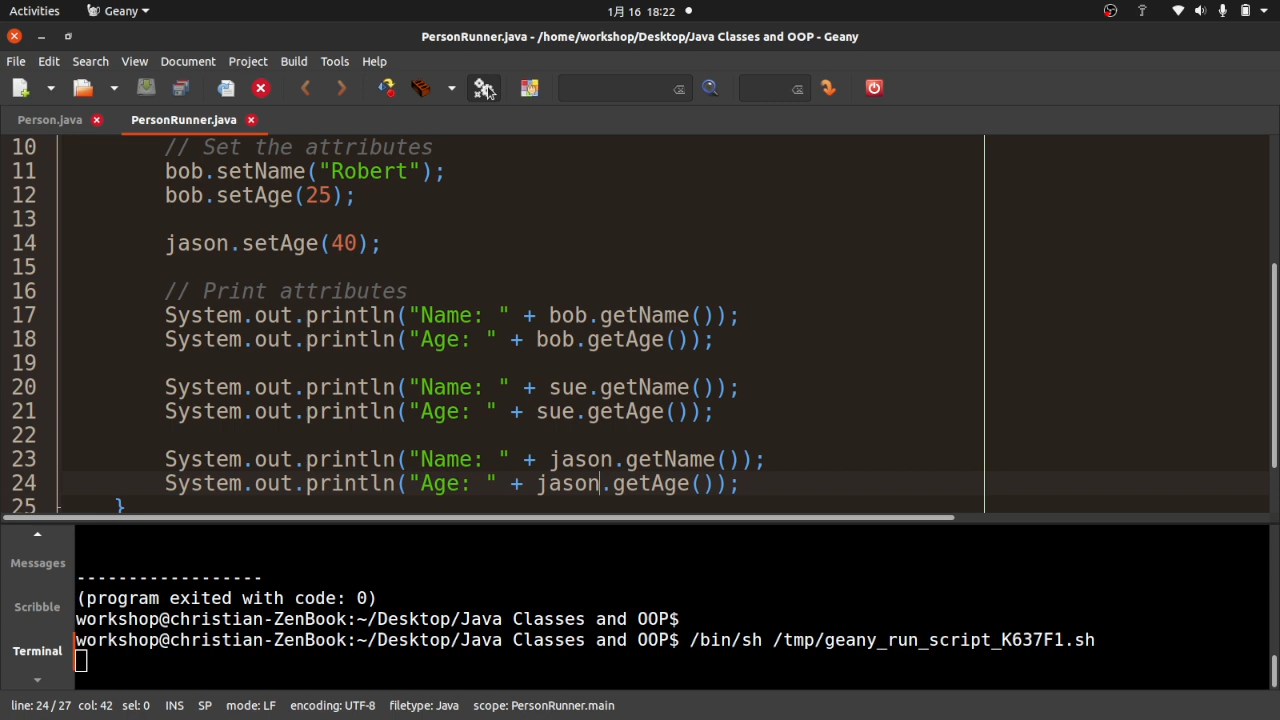 Activities Geany 1月 16 18:22
PersonRunner.java - /home/workshop/Desktop/Java Classes and OOP - Geany
File Edit Search View Document Project Build Tools Help
Person.java PersonRunner.java
10 // Set the attributes
11 bob.setName("Robert");
12 bob.setAge(25);
13
14 jason.setAge(40);
15
16 // Print attributes
17 System.out.println("Name: " + bob.getName());
18 System.out.println("Age: " + bob.getAge());
19
20 System.out.println("Name: " + sue.getName());
21 System.out.println("Age: " + sue.getAge());
22
23 System.out.println("Name: " + jason.getName());
24 System.out.println("Age: " + jason.getAge());
25 }
Messages
Scribble
Terminal
------------------
(program exited with code: 0)
workshop@christian-ZenBook:~/Desktop/Java Classes and OOP$
workshop@christian-ZenBook:~/Desktop/Java Classes and OOP$ /bin/sh /tmp/geany_run_script_K637F1.sh
line: 24 / 27 col: 42 sel: 0 INS SP mode: LF encoding: UTF-8 filetype: Java scope: PersonRunner.main